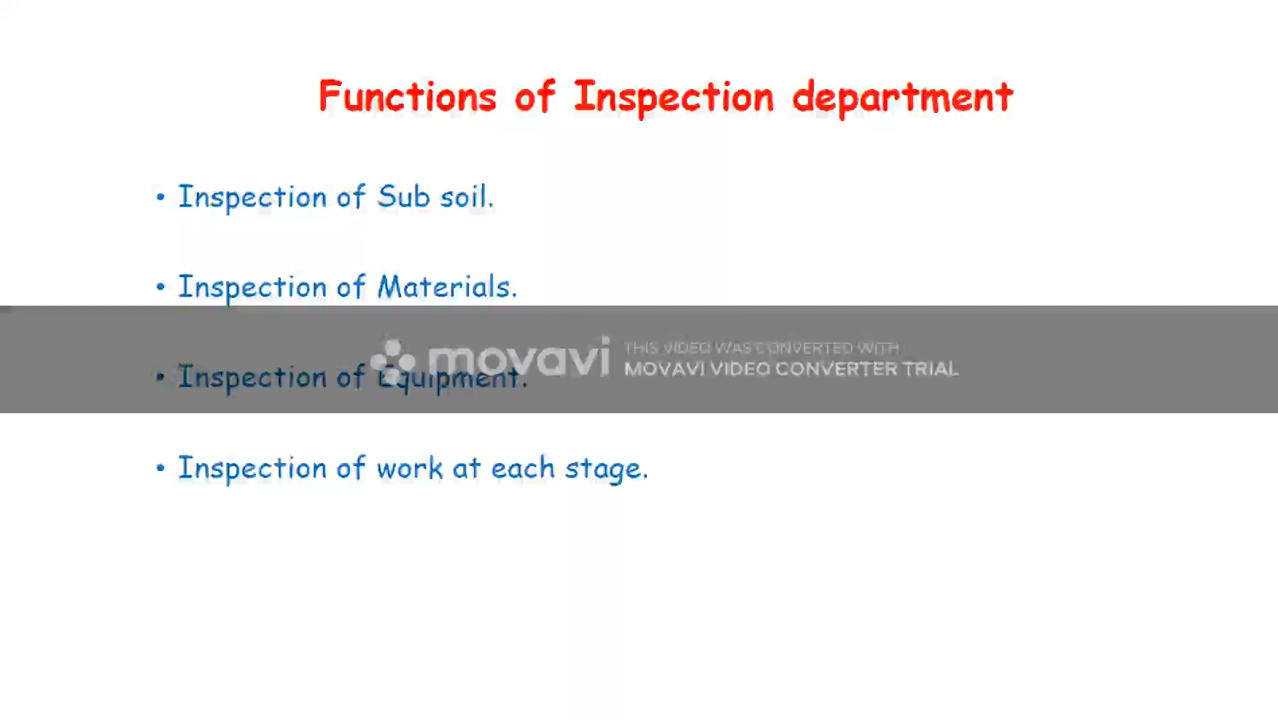 Functions of Inspection department
• Inspection of Sub soil.
• Inspection of Materials.
movavi
THIS VIDEO WAS CONVERTED WITH
MOVAVI VIDEO CONVERTER TRIAL
• Inspection of Equipment.
• Inspection of work at each stage.